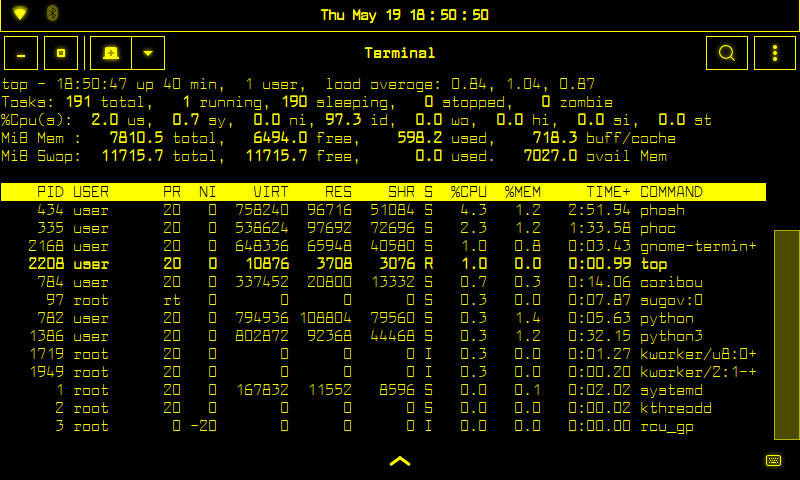 Thu May 19 18:50:50
Terminal
top - 18:50:47 up 40 min,  1 user,  load average: 0.84, 1.04, 0.87
Tasks: 191 total,   1 running, 190 sleeping,   0 stopped,   0 zombie
%Cpu(s):  2.0 us,  0.7 sy,  0.0 ni, 97.3 id,  0.0 wa,  0.0 hi,  0.0 si,  0.0 st
MiB Mem :   7810.5 total,   6494.0 free,    598.2 used,    718.3 buff/cache
MiB Swap:  11715.7 total,  11715.7 free,      0.0 used.   7027.0 avail Mem
PID USER      PR  NI    VIRT    RES    SHR S  %CPU  %MEM     TIME+ COMMAND
434 user      20   0  758240  96716  51084 S   4.3   1.2   2:51.94 phosh
335 user      20   0  538624  97692  72696 S   2.3   1.2   1:33.58 phoc
2168 user      20   0  648336  65948  40580 S   1.0   0.8   0:03.43 gnome-termin+
2208 user      20   0   10876   3708   3076 R   1.0   0.0   0:00.99 top
784 user      20   0  337452  20800  13332 S   0.7   0.3   0:14.06 caribou
97 root      rt   0       0      0      0 S   0.3   0.0   0:07.87 sugov:0
782 user      20   0  794936 108804  79560 S   0.3   1.4   0:05.63 python
1386 user      20   0  802872  92368  44468 S   0.3   1.2   0:32.15 python3
1719 root      20   0       0      0      0 I   0.3   0.0   0:01.27 kworker/u8:0+
1949 root      20   0       0      0      0 I   0.3   0.0   0:00.20 kworker/2:1-+
1 root      20   0  167832  11552   8596 S   0.0   0.1   0:02.02 systemd
2 root      20   0       0      0      0 S   0.0   0.0   0:00.02 kthreadd
3 root       0 -20       0      0      0 I   0.0   0.0   0:00.00 rcu_gp